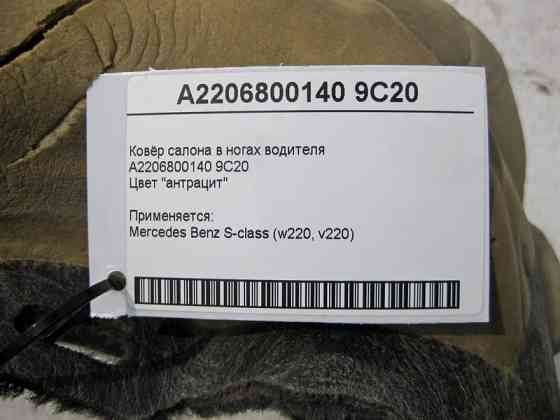 A2206800140 9C20
Ковёр салона в ногах водителя
A2206800140 9C20
Цвет "антрацит"
Применяется:
Mercedes Benz S-class (w220, v220)